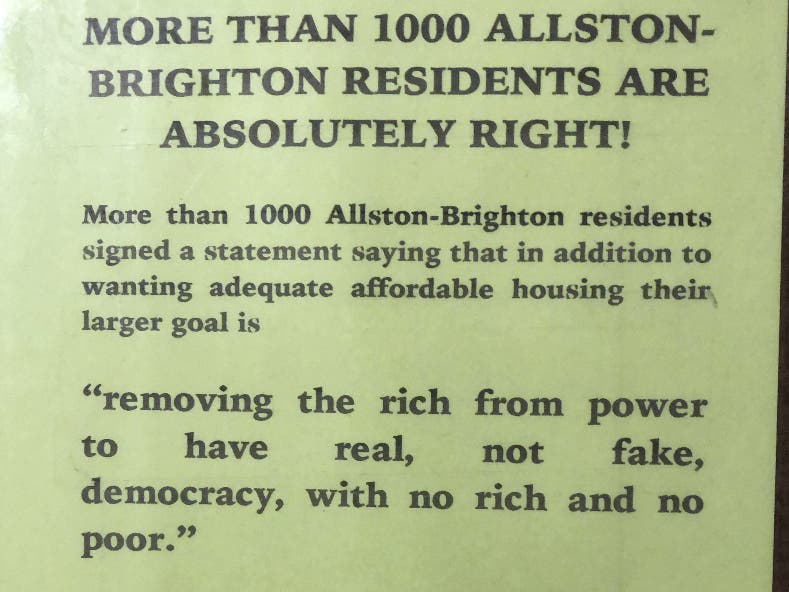 MORE THAN 1000 ALLSTON-
BRIGHTON RESIDENTS ARE
ABSOLUTELY RIGHT!
More than 1000 Allston-Brighton residents
signed a statement saying that in addition to
wanting adequate affordable housing their
larger goal is
“removing the rich from power
to have real, not fake,
democracy, with no rich and no
poor.”